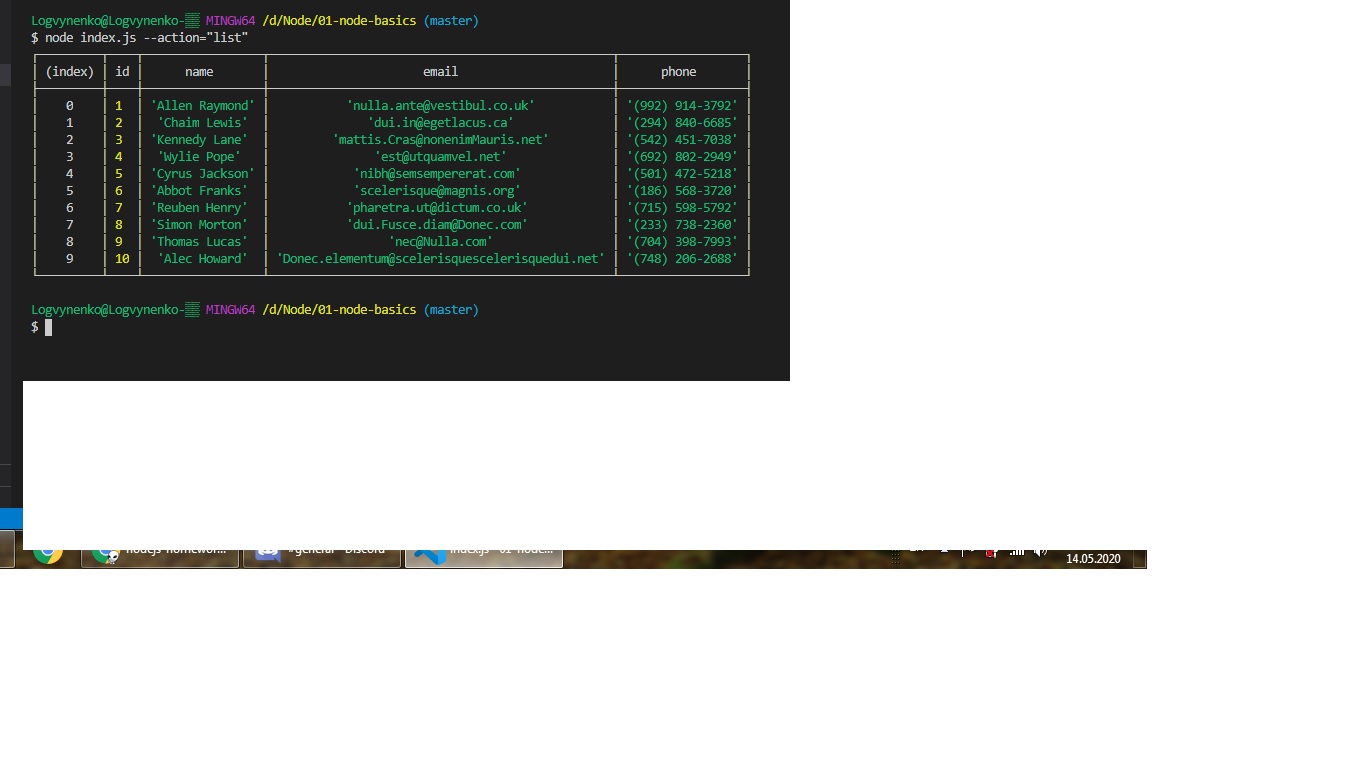 Logvynenko@Logvynenko-▒▒ MINGW64 /d/Node/01-node-basics (master)
$ node index.js --action="list"
(index) id name email phone
0 1 'Allen Raymond' 'nulla.ante@vestibul.co.uk' '(992) 914-3792'
1 2 'Chaim Lewis' 'dui.in@egetlacus.ca' '(294) 840-6685'
2 3 'Kennedy Lane' 'mattis.Cras@nonenimMauris.net' '(542) 451-7038'
3 4 'Wylie Pope' 'est@utquamvel.net' '(692) 802-2949'
4 5 'Cyrus Jackson' 'nibh@semsempererat.com' '(501) 472-5218'
5 6 'Abbot Franks' 'scelerisque@magnis.org' '(186) 568-3720'
6 7 'Reuben Henry' 'pharetra.ut@dictum.co.uk' '(715) 598-5792'
7 8 'Simon Morton' 'dui.Fusce.diam@Donec.com' '(233) 738-2360'
8 9 'Thomas Lucas' 'nec@Nulla.com' '(704) 398-7993'
9 10 'Alec Howard' 'Donec.elementum@scelerisquescelerisquedui.net' '(748) 206-2688'
Logvynenko@Logvynenko-▒▒ MINGW64 /d/Node/01-node-basics (master)
$
nodejs-homewor... #general - Discord index.js - 01-node...
14.05.2020